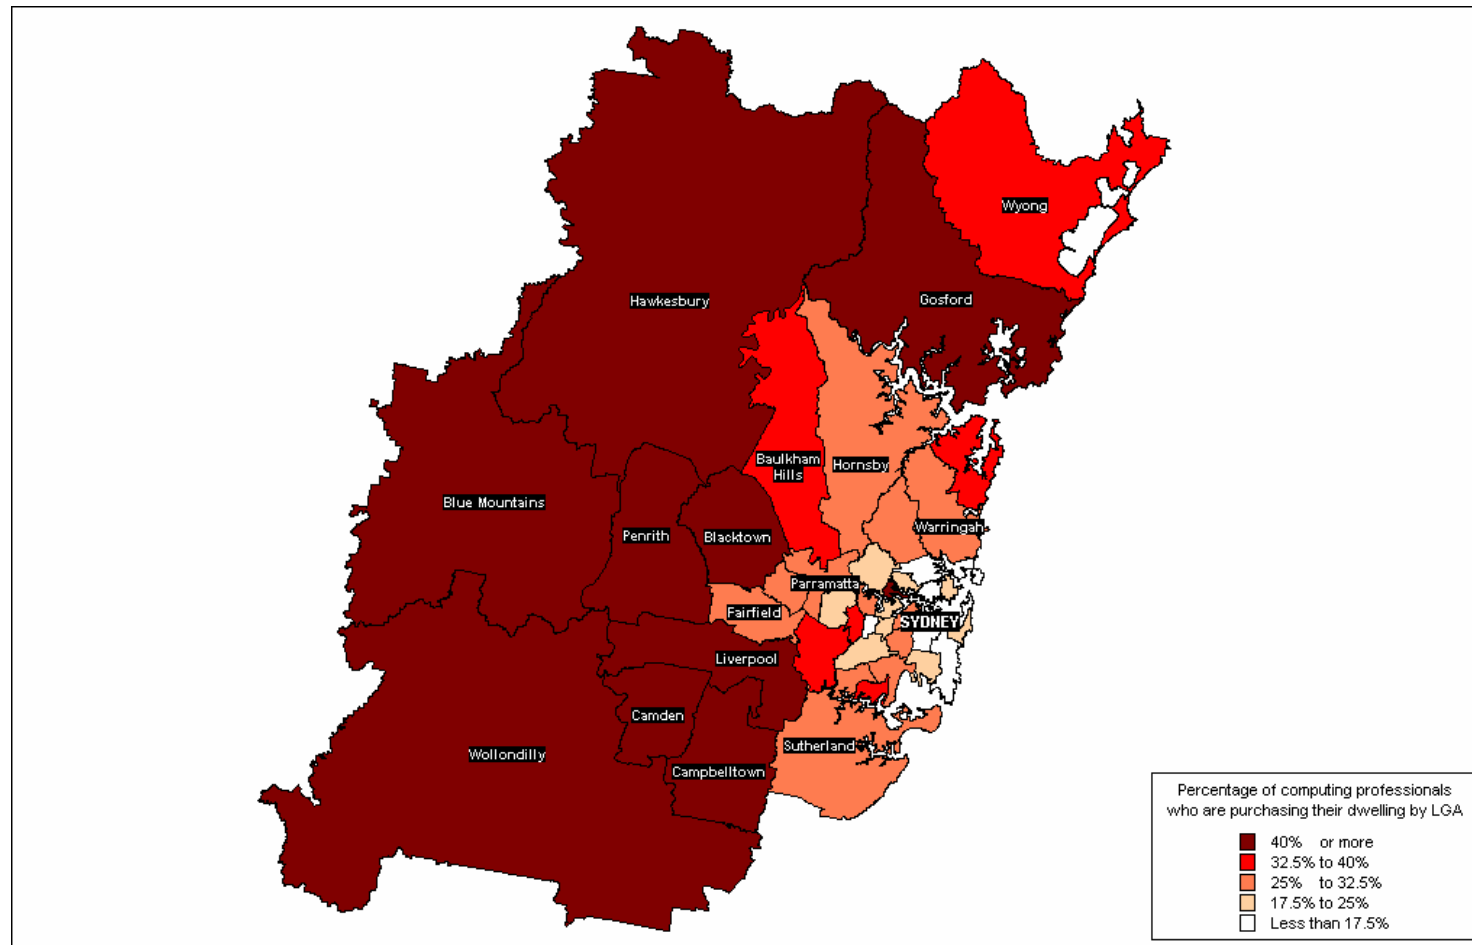 Wyong
Hawkesbury
Gosford
Baulkham
Hills
Hornsby
Blue Mountains
Penrith
Blacktown
Warringah
Parramatta
Fairfield
SYDNEY
Liverpool
Camden
Sutherland
Wollondilly
Campbelltown
Percentage of computing professionals
who are purchasing their dwelling by LGA
40% or more
32.5% to 40%
25% to 32.5%
17.5% to 25%
Less than 17.5%